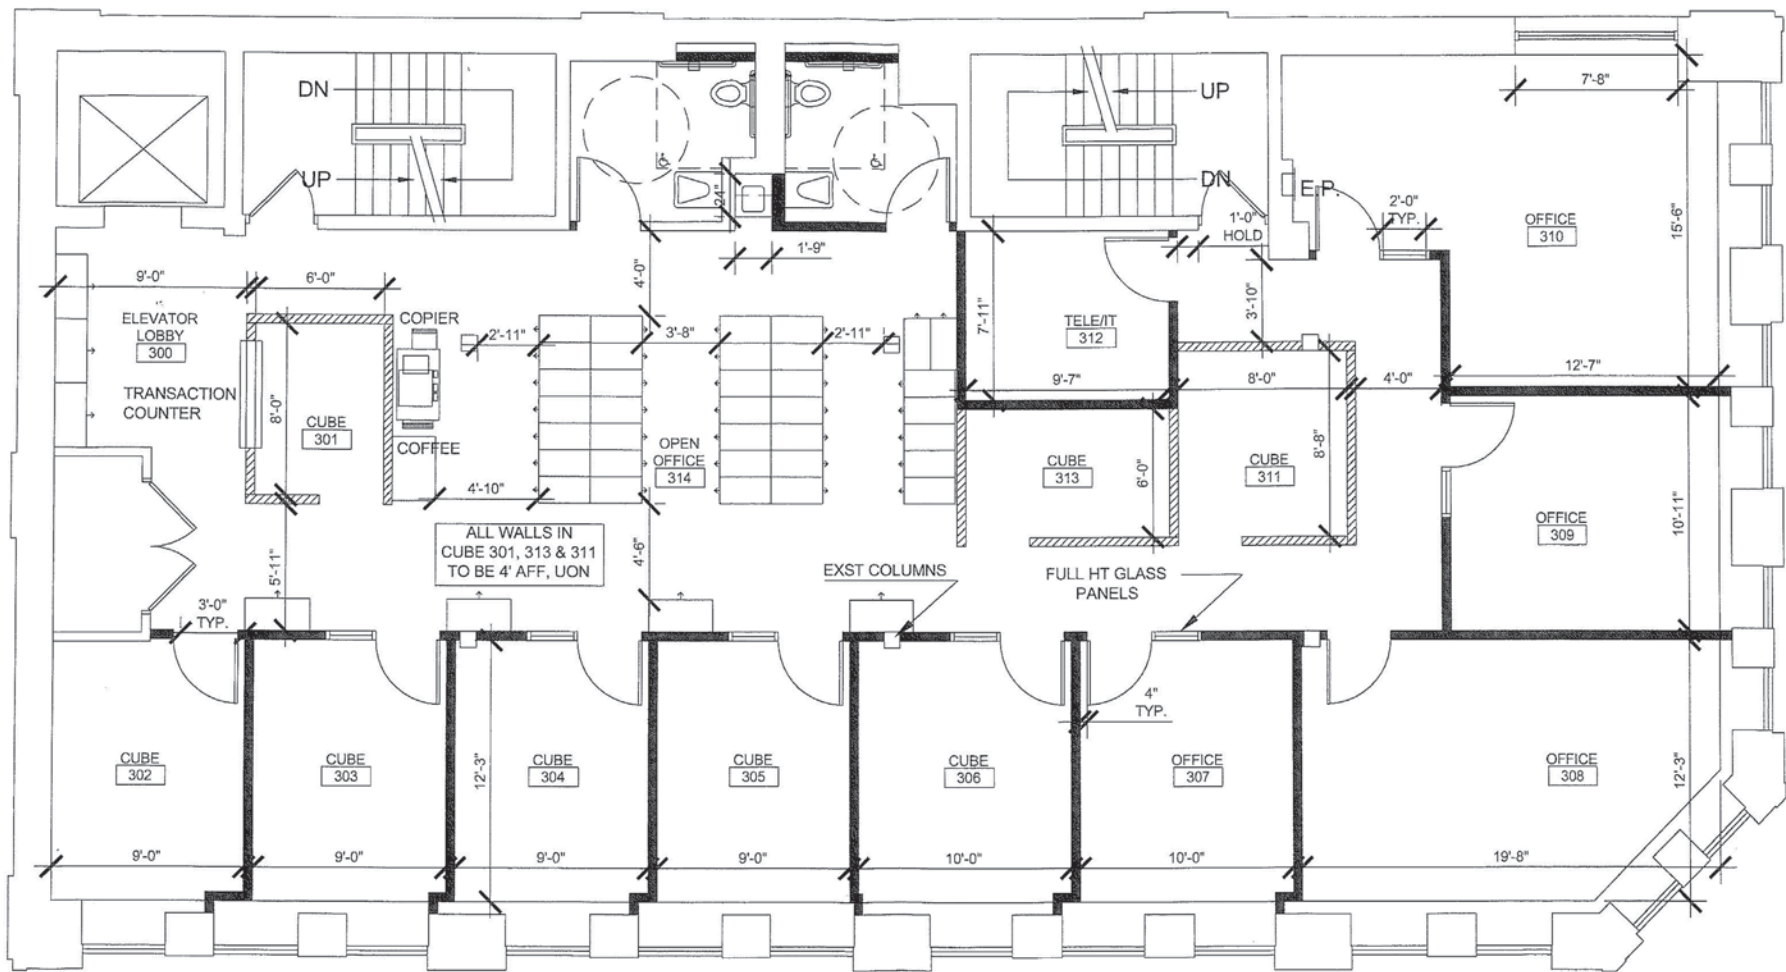 DN
UP
UP
DN
E.P.
24"
1'-9"
4'-0"
1'-0"
HOLD
2'-0"
TYP.
7'-8"
15'-6"
OFFICE
310
9'-0"
6'-0"
ELEVATOR
LOBBY
300
TRANSACTION
COUNTER
8'-0"
CUBE
301
COPIER
COFFEE
2'-11"
3'-8"
2'-11"
OPEN
OFFICE
314
4'-10"
7'-11"
TELE/IT
312
9'-7"
3'-10"
8'-0"
4'-0"
12'-7"
CUBE
313
6'-0"
CUBE
311
8'-8"
OFFICE
309
10'-11"
ALL WALLS IN
CUBE 301, 313 & 311
TO BE 4' AFF, UON
5'-11"
4'-6"
EXST COLUMNS
FULL HT GLASS
PANELS
3'-0"
TYP.
4"
TYP.
CUBE
302
CUBE
303
12'-3"
CUBE
304
CUBE
305
CUBE
306
OFFICE
307
OFFICE
308
12'-3"
9'-0"
9'-0"
9'-0"
9'-0"
10'-0"
10'-0"
19'-8"